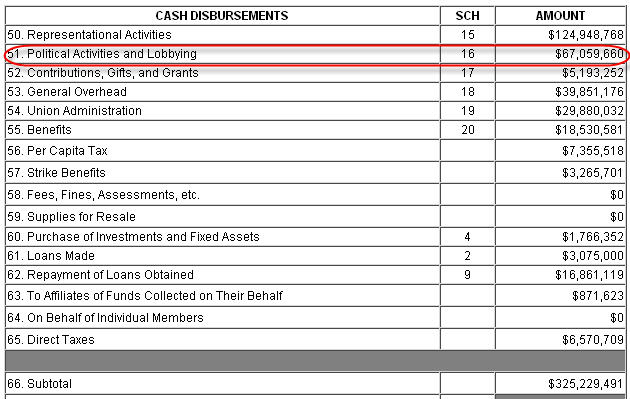 CASH DISBURSEMENTS SCH AMOUNT
50. Representational Activities 15 $124,948,768
51. Political Activities and Lobbying 16 $67,059,660
52. Contributions, Gifts, and Grants 17 $5,193,252
53. General Overhead 18 $39,851,176
54. Union Administration 19 $29,880,032
55. Benefits 20 $18,530,581
56. Per Capita Tax $7,355,518
57. Strike Benefits $3,265,701
58. Fees, Fines, Assessments, etc. $0
59. Supplies for Resale $0
60. Purchase of Investments and Fixed Assets 4 $1,766,352
61. Loans Made 2 $3,075,000
62. Repayment of Loans Obtained 9 $16,861,119
63. To Affiliates of Funds Collected on Their Behalf $871,623
64. On Behalf of Individual Members $0
65. Direct Taxes $6,570,709
66. Subtotal $325,229,491